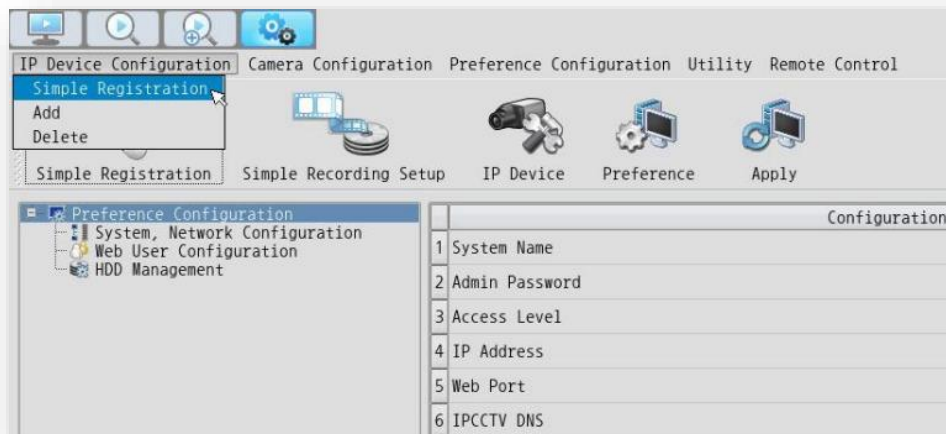 IP Device Configuration Camera Configuration Preference Configuration Utility Remote Control
Simple Registration
Add
Delete
Simple Registration Simple Recording Setup IP Device Preference Apply
Preference Configuration
System, Network Configuration
Web User Configuration
HDD Management
Configuration
1 System Name
2 Admin Password
3 Access Level
4 IP Address
5 Web Port
6 IPCCTV DNS